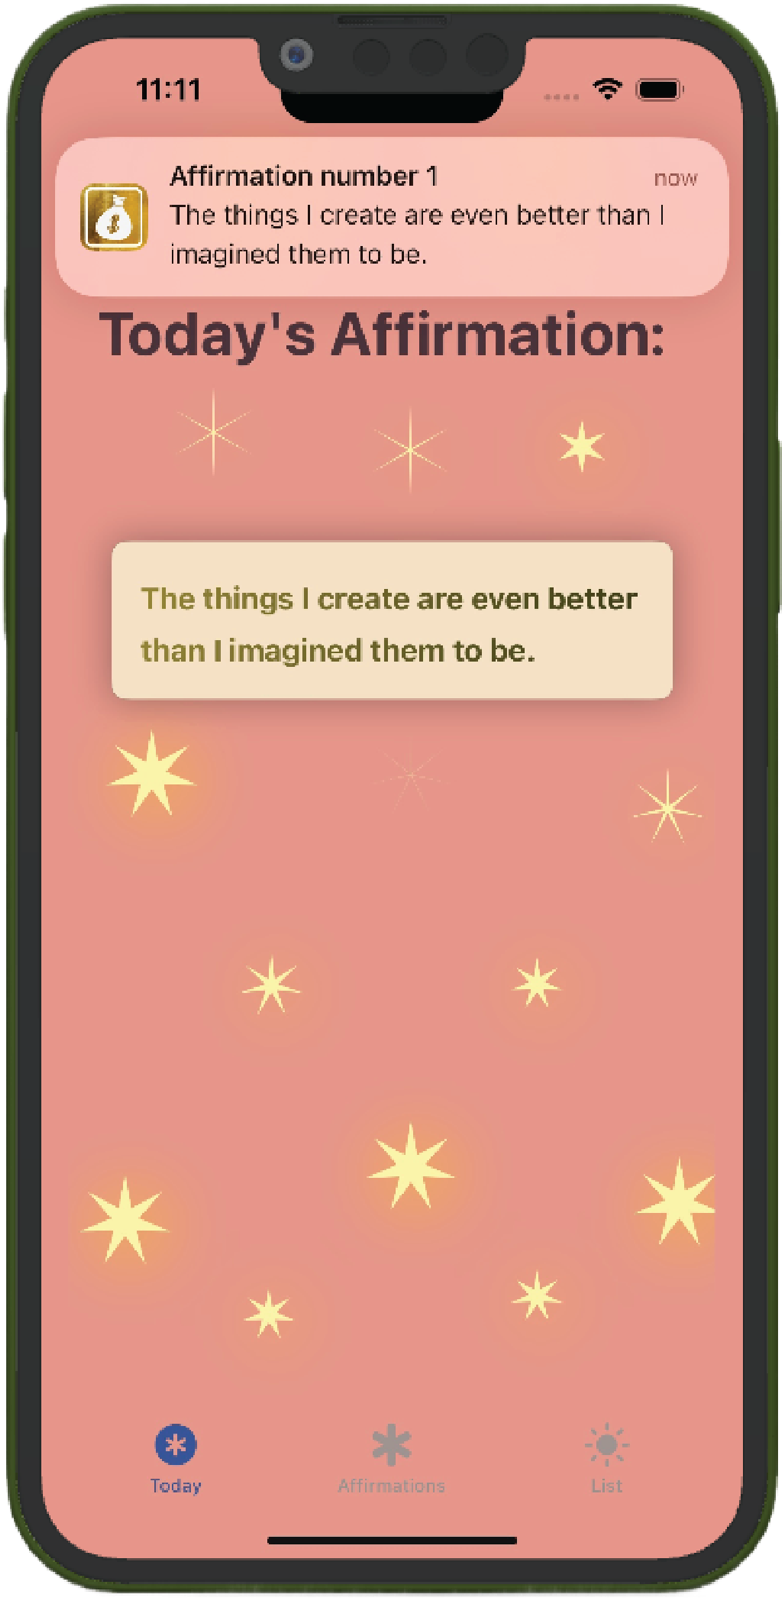 11:11
Affirmation number 1
now
The things I create are even better than I
imagined them to be.
Today's Affirmation:
The things I create are even better
than I imagined them to be.
Today
Affirmations
List